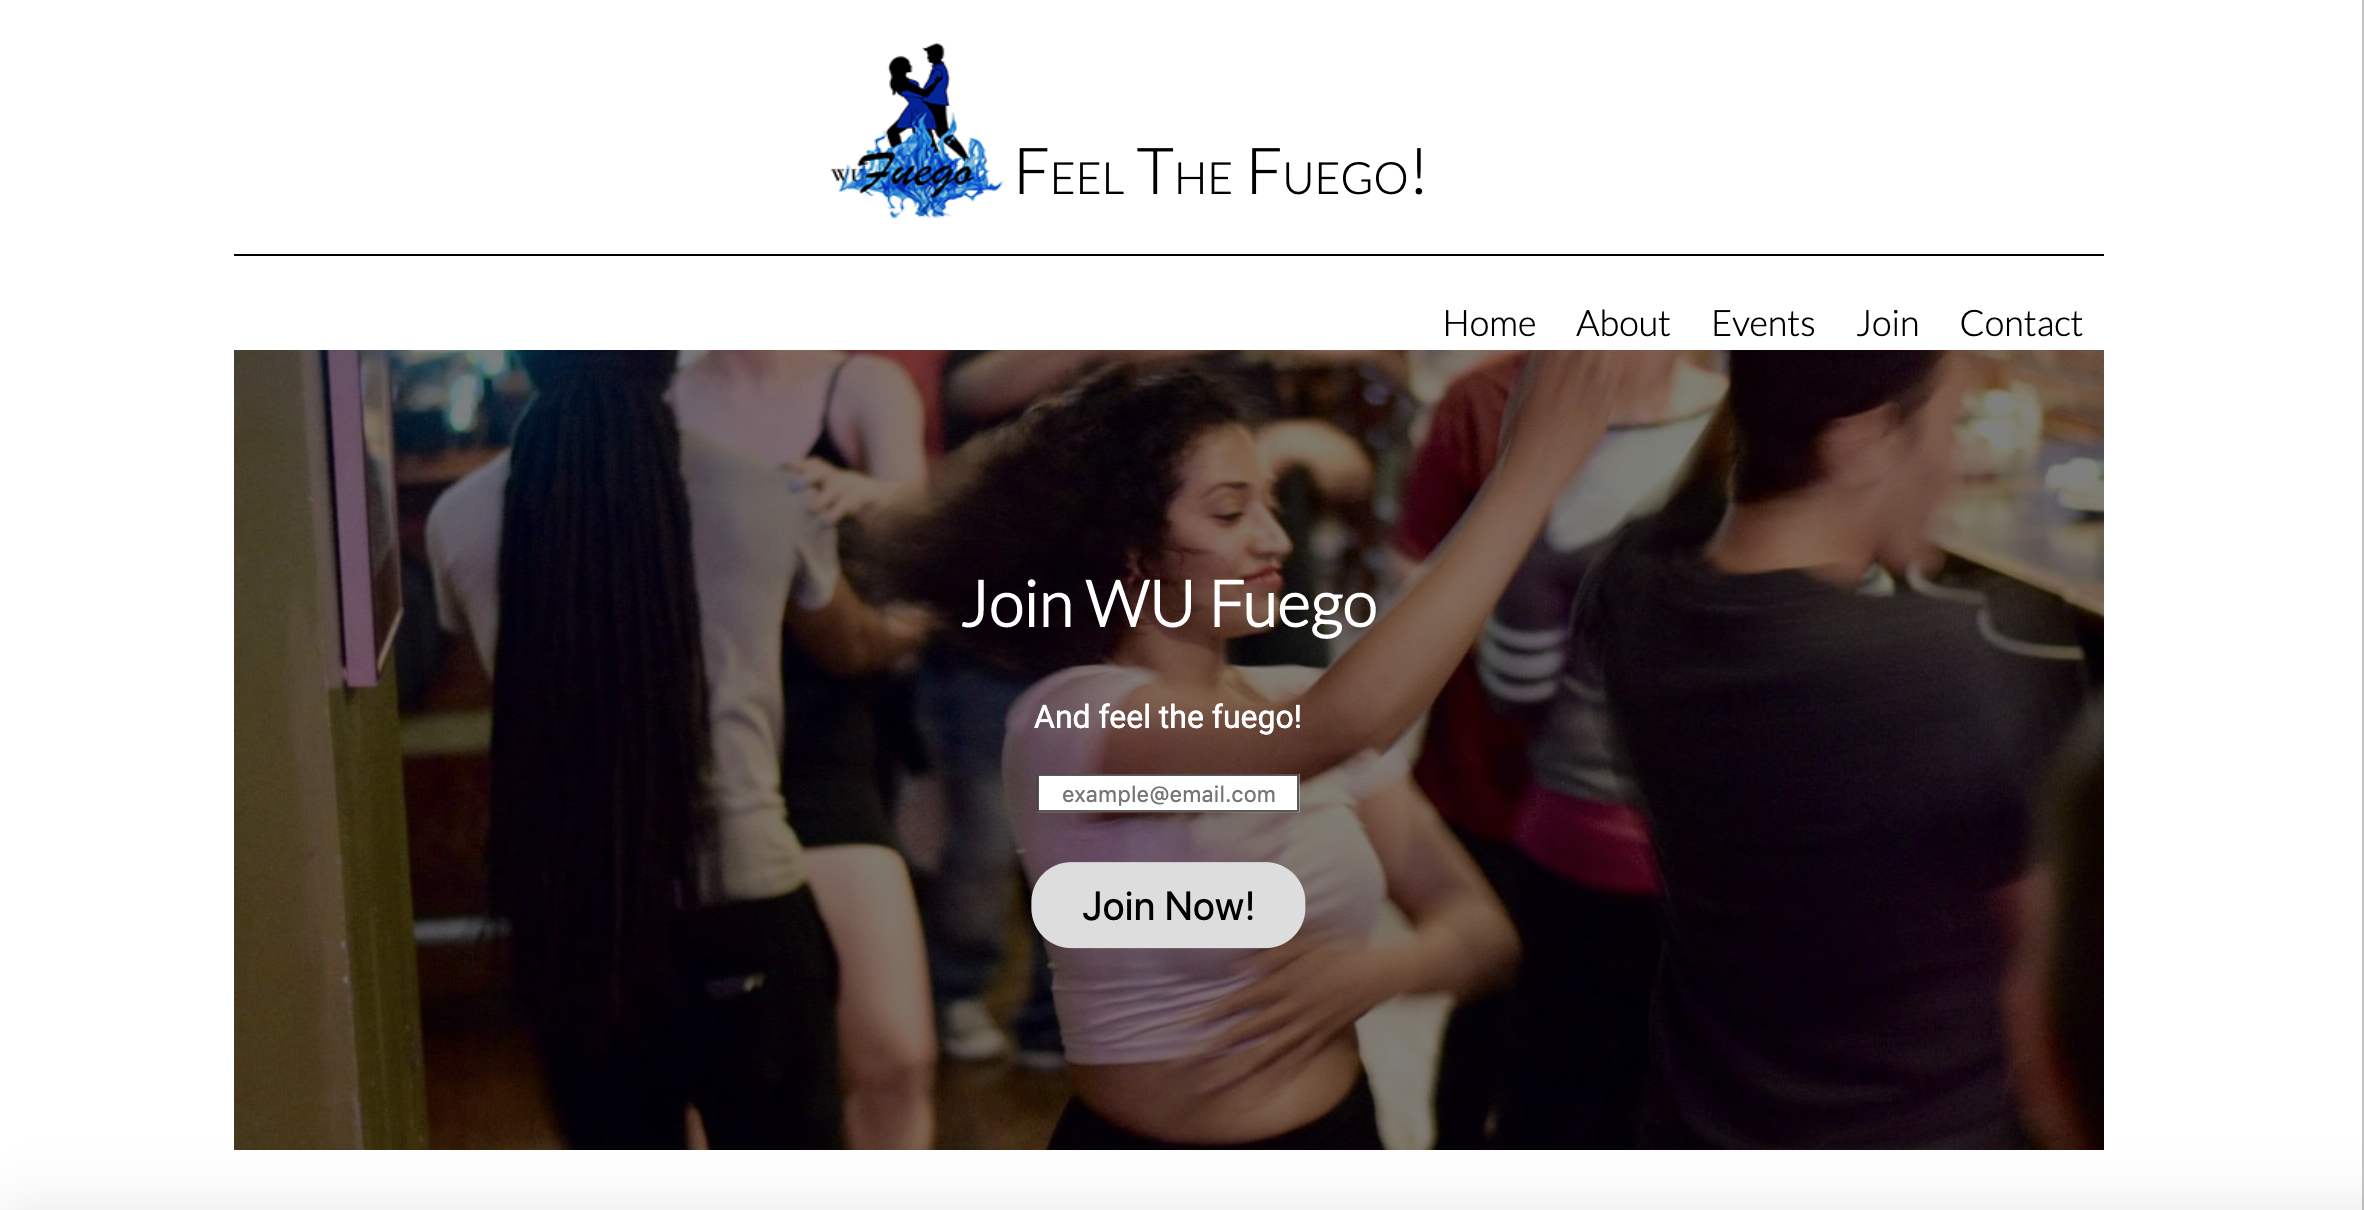 WU Fuego
Feel The Fuego!
Home About Events Join Contact
Join WU Fuego
And feel the fuego!
example@email.com
Join Now!